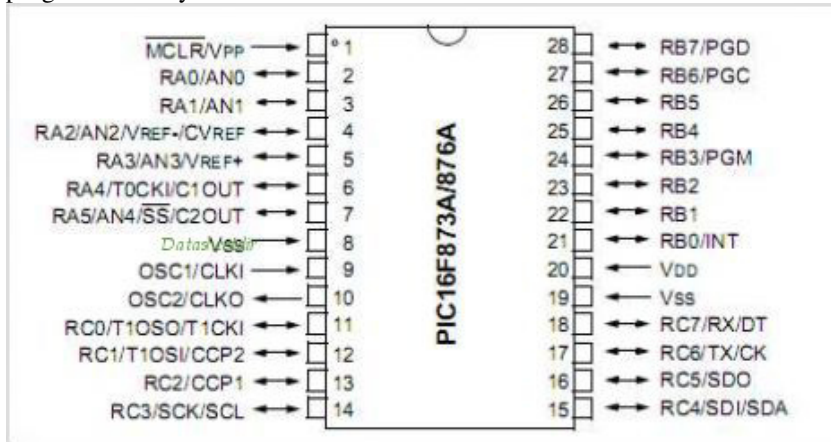 MCLR/VPP 1 28 RB7/PGD
RA0/AN0 2 27 RB6/PGC
RA1/AN1 3 26 RB5
RA2/AN2/VREF-/CVREF 4 25 RB4
RA3/AN3/VREF+ 5 24 RB3/PGM
RA4/T0CKI/C1OUT 6 23 RB2
RA5/AN4/SS/C2OUT 7 22 RB1
VSS 8 21 RB0/INT
OSC1/CLKI 9 20 VDD
OSC2/CLKO 10 19 VSS
RC0/T1OSO/T1CKI 11 18 RC7/RX/DT
RC1/T1OSI/CCP2 12 17 RC6/TX/CK
RC2/CCP1 13 16 RC5/SDO
RC3/SCK/SCL 14 15 RC4/SDI/SDA
PIC16F873A/876A